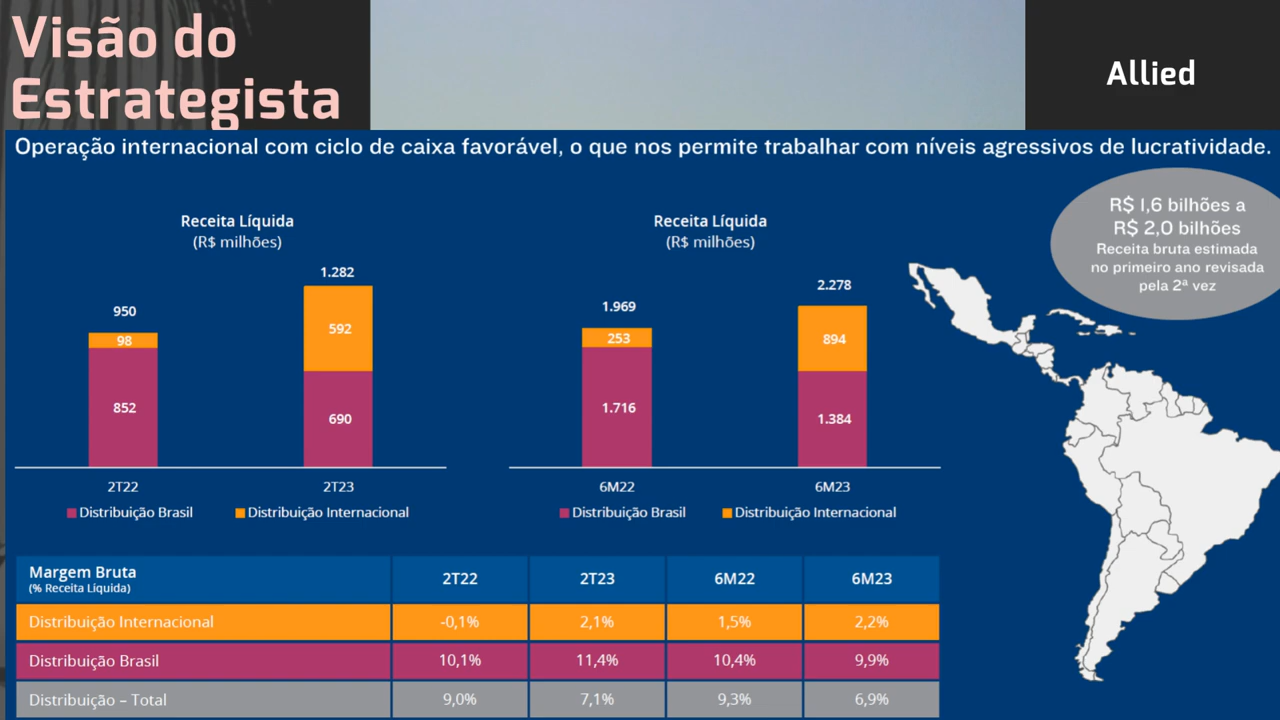 Visão do
Estrategista
Allied
Operação internacional com ciclo de caixa favorável, o que nos permite trabalhar com níveis agressivos de lucratividade.
R$ 1,6 bilhões a
R$ 2,0 bilhões
Receita bruta estimada
no primeiro ano revisada
pela 2ª vez
Receita Líquida
(R$ milhões)
950
98
852
1.282
592
690
2T22
2T23
Distribuição Brasil
Distribuição Internacional
Receita Líquida
(R$ milhões)
1.969
253
1.716
2.278
894
1.384
6M22
6M23
Distribuição Brasil
Distribuição Internacional
Margem Bruta
(% Receita Líquida)
2T22
2T23
6M22
6M23
Distribuição Internacional
-0,1%
2,1%
1,5%
2,2%
Distribuição Brasil
10,1%
11,4%
10,4%
9,9%
Distribuição – Total
9,0%
7,1%
9,3%
6,9%